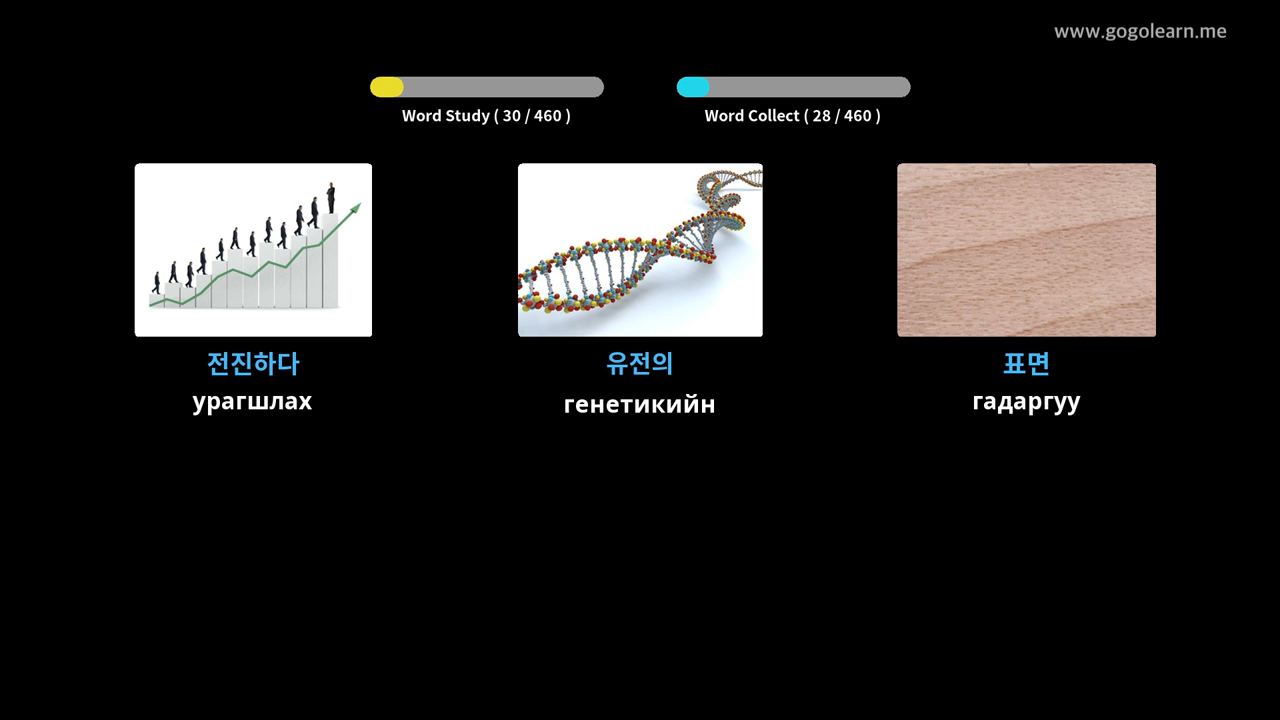 www.gogolearn.me
Word Study ( 30 / 460 )
Word Collect ( 28 / 460 )
전진하다
урагшлах
유전의
генетикийн
표면
гадаргуу